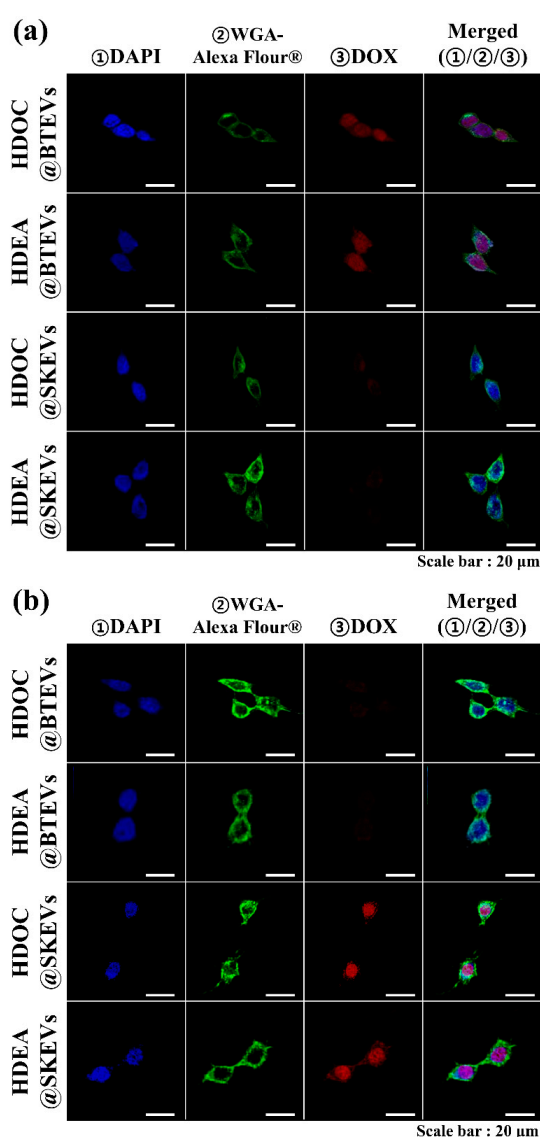 (a)
①DAPI
②WGA-
Alexa Flour®
③DOX
Merged
(①/②/③)
HDOC
@BTEVs
HDEA
@BTEVs
HDOC
@SKEVs
HDEA
@SKEVs
Scale bar : 20 µm
(b)
①DAPI
②WGA-
Alexa Flour®
③DOX
Merged
(①/②/③)
HDOC
@BTEVs
HDEA
@BTEVs
HDOC
@SKEVs
HDEA
@SKEVs
Scale bar : 20 µm